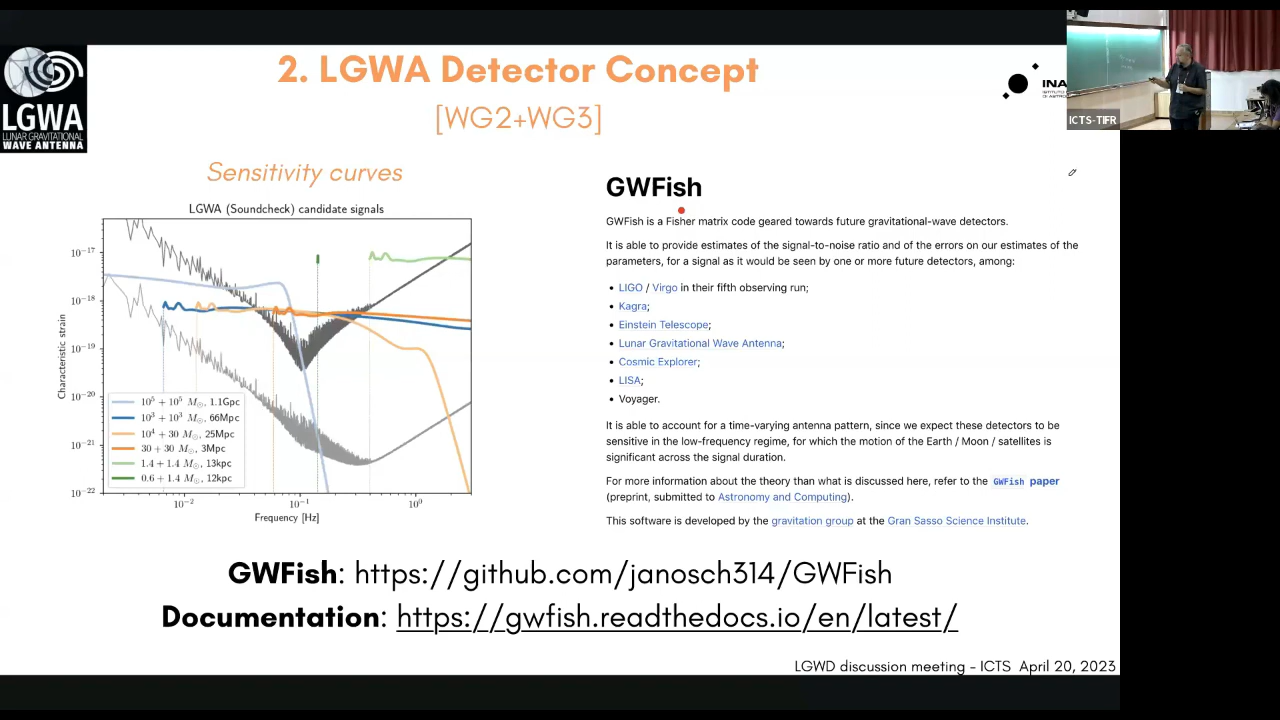 LGWA
LUNAR GRAVITATIONAL
WAVE ANTENNA
2. LGWA Detector Concept
[WG2+WG3]
INA
ICTS-TIFR
Sensitivity curves
LGWA (Soundcheck) candidate signals
Characteristic strain
10⁻¹⁷
10⁻¹⁸
10⁻¹⁹
10⁻²⁰
10⁻²¹
10⁻²²
10⁵ + 10⁵ M☉, 1.1Gpc
10³ + 10³ M☉, 66Mpc
10⁴ + 30 M☉, 25Mpc
30 + 30 M☉, 3Mpc
1.4 + 1.4 M☉, 13kpc
0.6 + 1.4 M☉, 12kpc
10⁻² 10⁻¹ 10⁰
Frequency [Hz]
GWFish
GWFish is a Fisher matrix code geared towards future gravitational-wave detectors.
It is able to provide estimates of the signal-to-noise ratio and of the errors on our estimates of the
parameters, for a signal as it would be seen by one or more future detectors, among:
• LIGO / Virgo in their fifth observing run;
• Kagra;
• Einstein Telescope;
• Lunar Gravitational Wave Antenna;
• Cosmic Explorer;
• LISA;
• Voyager.
It is able to account for a time-varying antenna pattern, since we expect these detectors to be
sensitive in the low-frequency regime, for which the motion of the Earth / Moon / satellites is
significant across the signal duration.
For more information about the theory than what is discussed here, refer to the GWFish paper
(preprint, submitted to Astronomy and Computing).
This software is developed by the gravitation group at the Gran Sasso Science Institute.
GWFish: https://github.com/janosch314/GWFish
Documentation: https://gwfish.readthedocs.io/en/latest/
LGWD discussion meeting - ICTS April 20, 2023